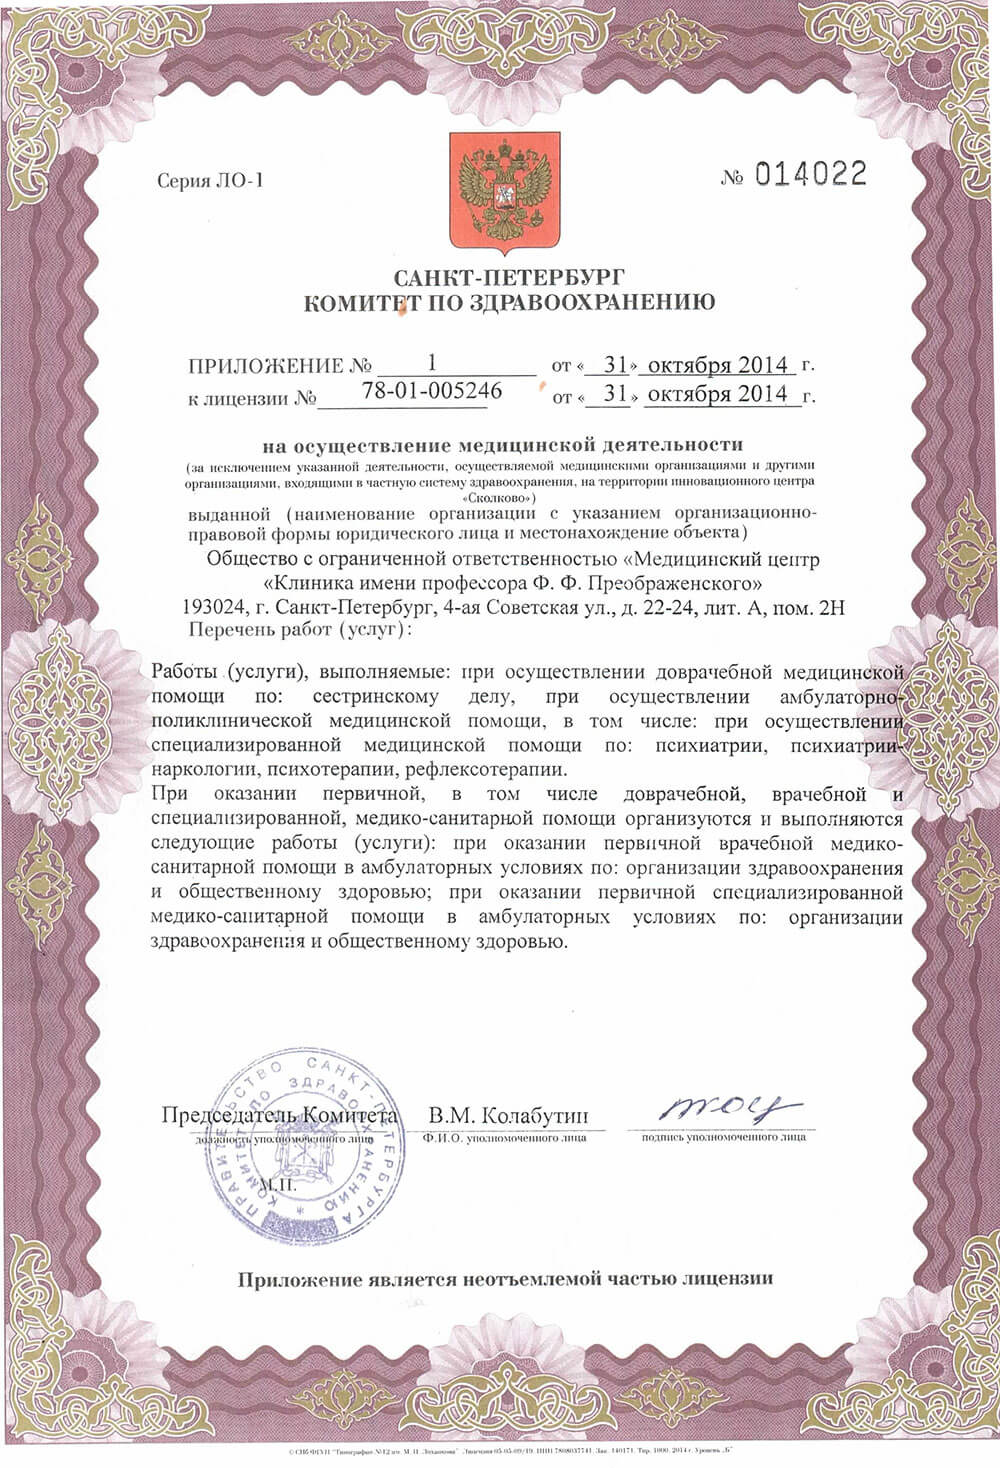 Серия ЛО-1
№ 014022
САНКТ-ПЕТЕРБУРГ
КОМИТЕТ ПО ЗДРАВООХРАНЕНИЮ
ПРИЛОЖЕНИЕ № 1 от « 31 » октября 2014 г.
к лицензии № 78-01-005246 от « 31 » октября 2014 г.
на осуществление медицинской деятельности
(за исключением указанной деятельности, осуществляемой медицинскими организациями и другими
организациями, входящими в частную систему здравоохранения, на территории инновационного центра
«Сколково»)
выданной (наименование организации с указанием организационно-
правовой формы юридического лица и местонахождение объекта)
Общество с ограниченной ответственностью «Медицинский центр
«Клиника имени профессора Ф. Ф. Преображенского»
193024, г. Санкт-Петербург, 4-ая Советская ул., д. 22-24, лит. А, пом. 2Н
Перечень работ (услуг):
Работы (услуги), выполняемые: при осуществлении доврачебной медицинской
помощи по: сестринскому делу, при осуществлении амбулаторно-
поликлинической медицинской помощи, в том числе: при осуществлении
специализированной медицинской помощи по: психиатрии, психиатрии-
наркологии, психотерапии, рефлексотерапии.
При оказании первичной, в том числе доврачебной, врачебной и
специализированной, медико-санитарной помощи организуются и выполняются
следующие работы (услуги): при оказании первичной врачебной медико-
санитарной помощи в амбулаторных условиях по: организации здравоохранения
и общественному здоровью; при оказании первичной специализированной
медико-санитарной помощи в амбулаторных условиях по: организации
здравоохранения и общественному здоровью.
Председатель Комитета В.М. Колабутин
должность уполномоченного лица Ф.И.О. уполномоченного лица подпись уполномоченного лица
М.П.
ПРАВИТЕЛЬСТВО САНКТ-ПЕТЕРБУРГА
КОМИТЕТ ПО ЗДРАВООХРАНЕНИЮ
Приложение является неотъемлемой частью лицензии